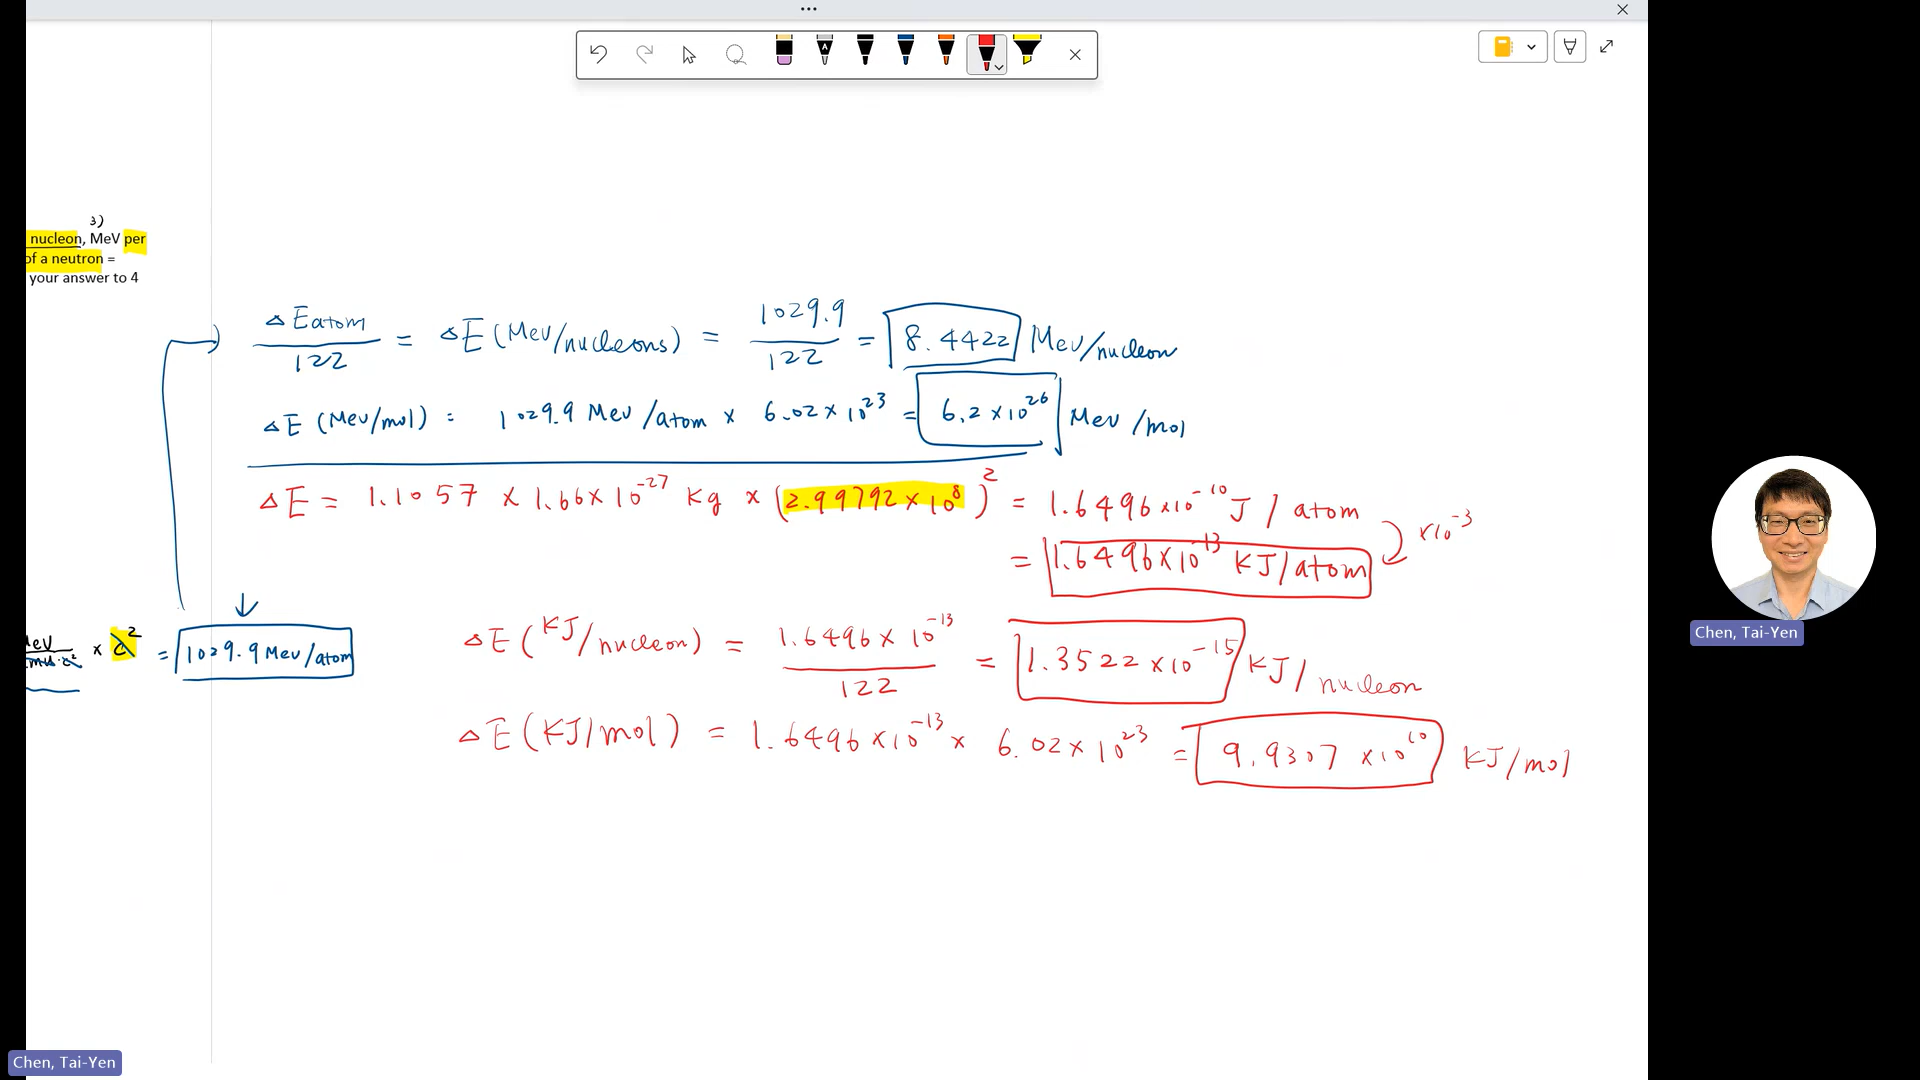 3)
nucleon, MeV per
of a neutron =
your answer to 4
ΔEatom/122 = ΔE (Mev/nucleons) = 1029.9/122 = 8.4422 Mev/nucleon
ΔE (Mev/mol) = 1029.9 Mev/atom × 6.02×10^23 = 6.2×10^26 Mev/mol
ΔE = 1.1057 × 1.66×10^-27 Kg × (2.99792×10^8)^2 = 1.6496×10^-10 J/atom
×10^-3
= 1.6496×10^-13 KJ/atom
× c^2 = 1029.9 Mev/atom
ΔE (KJ/nucleon) = 1.6496×10^-13/122 = 1.3522×10^-15 KJ/nucleon
ΔE (KJ/mol) = 1.6496×10^-13 × 6.02×10^23 = 9.9307×10^10 KJ/mol
Chen, Tai-Yen
Chen, Tai-Yen